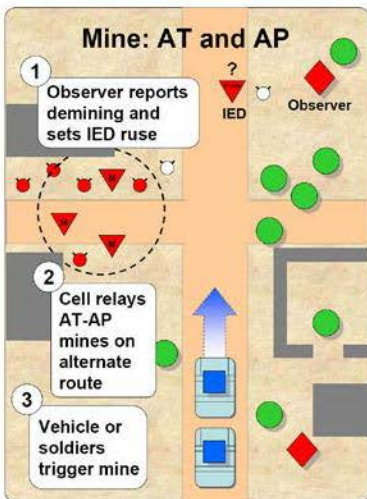 Mine: AT and AP
1
Observer reports
demining and
sets IED ruse
?
IED
Observer
2
Cell relays
AT-AP
mines on
alternate
route
3
Vehicle or
soldiers
trigger mine